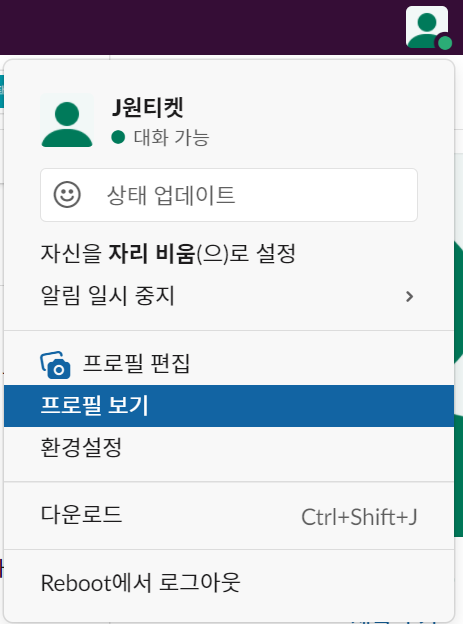 J원티켓
대화 가능
상태 업데이트
자신을 자리 비움(으)로 설정
알림 일시 중지
프로필 편집
프로필 보기
환경설정
다운로드 Ctrl+Shift+J
Reboot에서 로그아웃